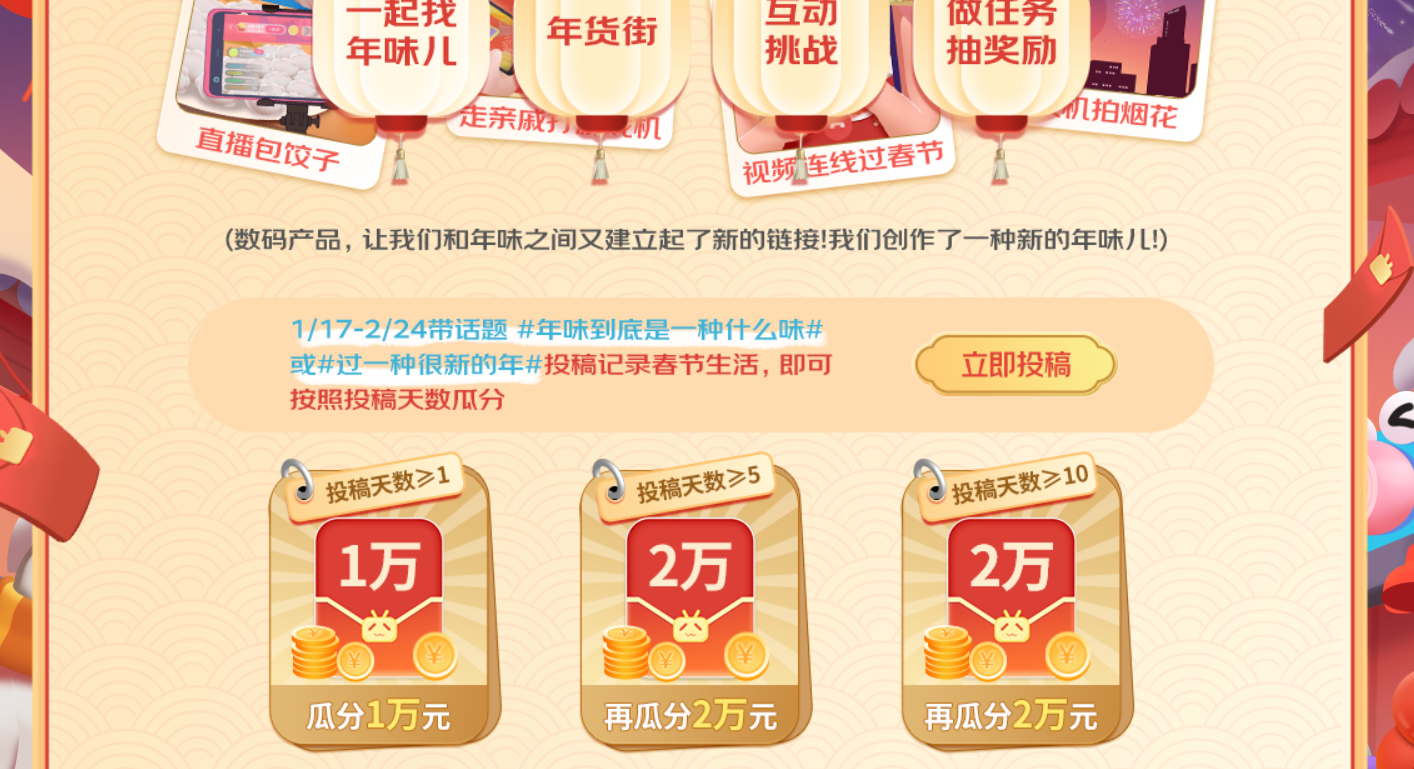 一起找
年味儿
年货街
互动
挑战
做任务
抽奖励
直播包饺子
走亲戚打
机
视频连线过春节
机拍烟花
(数码产品，让我们和年味之间又建立起了新的链接!我们创作了一种新的年味儿!)
1/17-2/24带话题 #年味到底是一种什么味#
或#过一种很新的年#投稿记录春节生活，即可
按照投稿天数瓜分
立即投稿
投稿天数≥1
投稿天数≥5
投稿天数≥10
1万
2万
2万
瓜分1万元
再瓜分2万元
再瓜分2万元